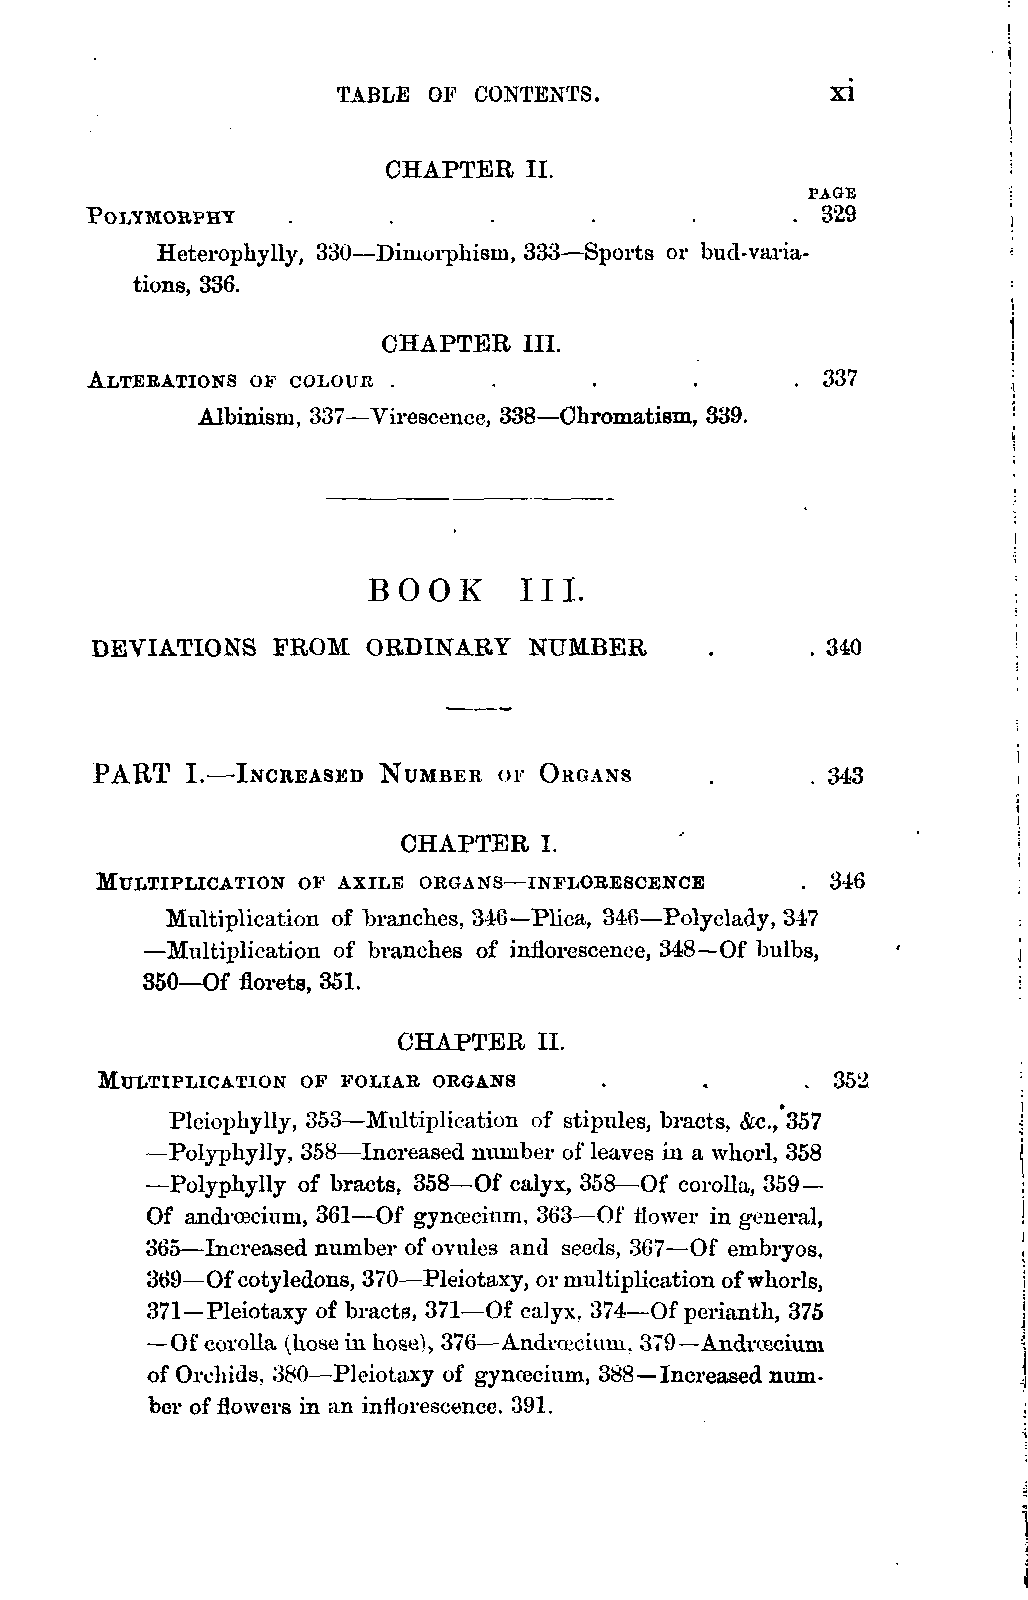 TABLE OF CONTENTS. xi
CHAPTER II.
PAGE
POLYMORPHY . . . . . . 329
Heterophylly, 330—Dimorphism, 333—Sports or bud-varia-
tions, 336.
CHAPTER III.
ALTERATIONS OF COLOUR . . . . . 337
Albinism, 337—Virescence, 338—Chromatism, 339.
BOOK III.
DEVIATIONS FROM ORDINARY NUMBER . . 340
PART I.—INCREASED NUMBER OF ORGANS . . 343
CHAPTER I.
MULTIPLICATION OF AXILE ORGANS—INFLORESCENCE . 346
Multiplication of branches, 346—Plica, 346—Polyclady, 347
—Multiplication of branches of inflorescence, 348—Of bulbs,
350—Of florets, 351.
CHAPTER II.
MULTIPLICATION OF FOLIAR ORGANS . . . 352
Pleiophylly, 353—Multiplication of stipules, bracts, &c., 357
—Polyphylly, 358—Increased number of leaves in a whorl, 358
—Polyphylly of bracts, 358—Of calyx, 358—Of corolla, 359—
Of andrœcium, 361—Of gynœcium, 363—Of flower in general,
365—Increased number of ovules and seeds, 367—Of embryos,
369—Of cotyledons, 370—Pleiotaxy, or multiplication of whorls,
371—Pleiotaxy of bracts, 371—Of calyx, 374—Of perianth, 375
—Of corolla (hose in hose), 376—Andrœcium, 379—Andrœcium
of Orchids, 380—Pleiotaxy of gynœcium, 388—Increased num-
ber of flowers in an inflorescence. 391.